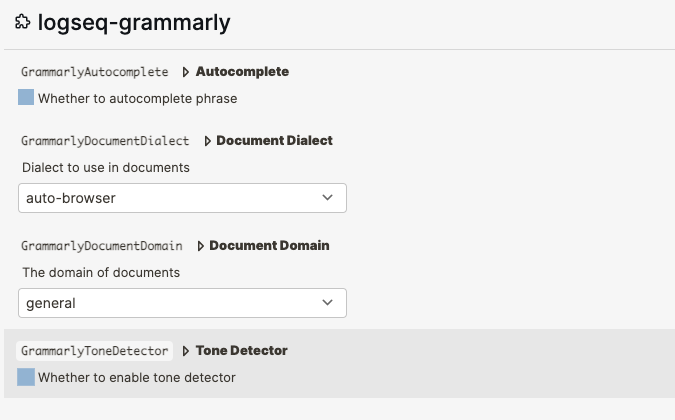 logseq-grammarly
GrammarlyAutocomplete Autocomplete
Whether to autocomplete phrase
GrammarlyDocumentDialect Document Dialect
Dialect to use in documents
auto-browser
GrammarlyDocumentDomain Document Domain
The domain of documents
general
GrammarlyToneDetector Tone Detector
Whether to enable tone detector